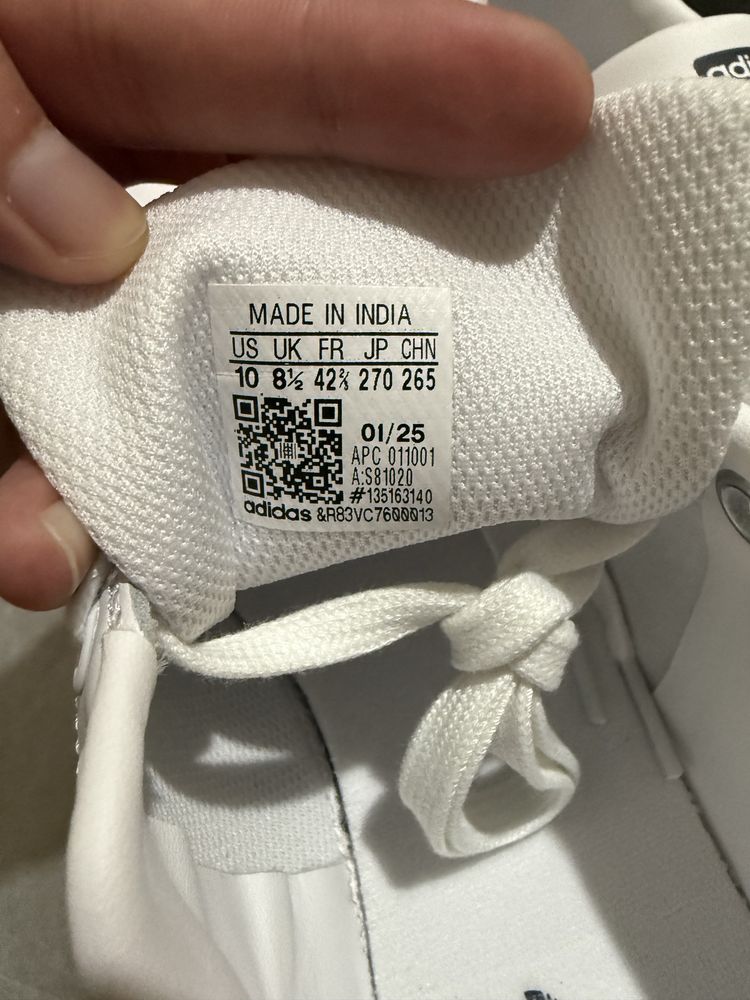 adi
MADE IN INDIA
US UK FR JP CHN
10 8½ 42⅔ 270 265
01/25
APC 011001
A:S81020
#135163140
adidas &R83VC7600013